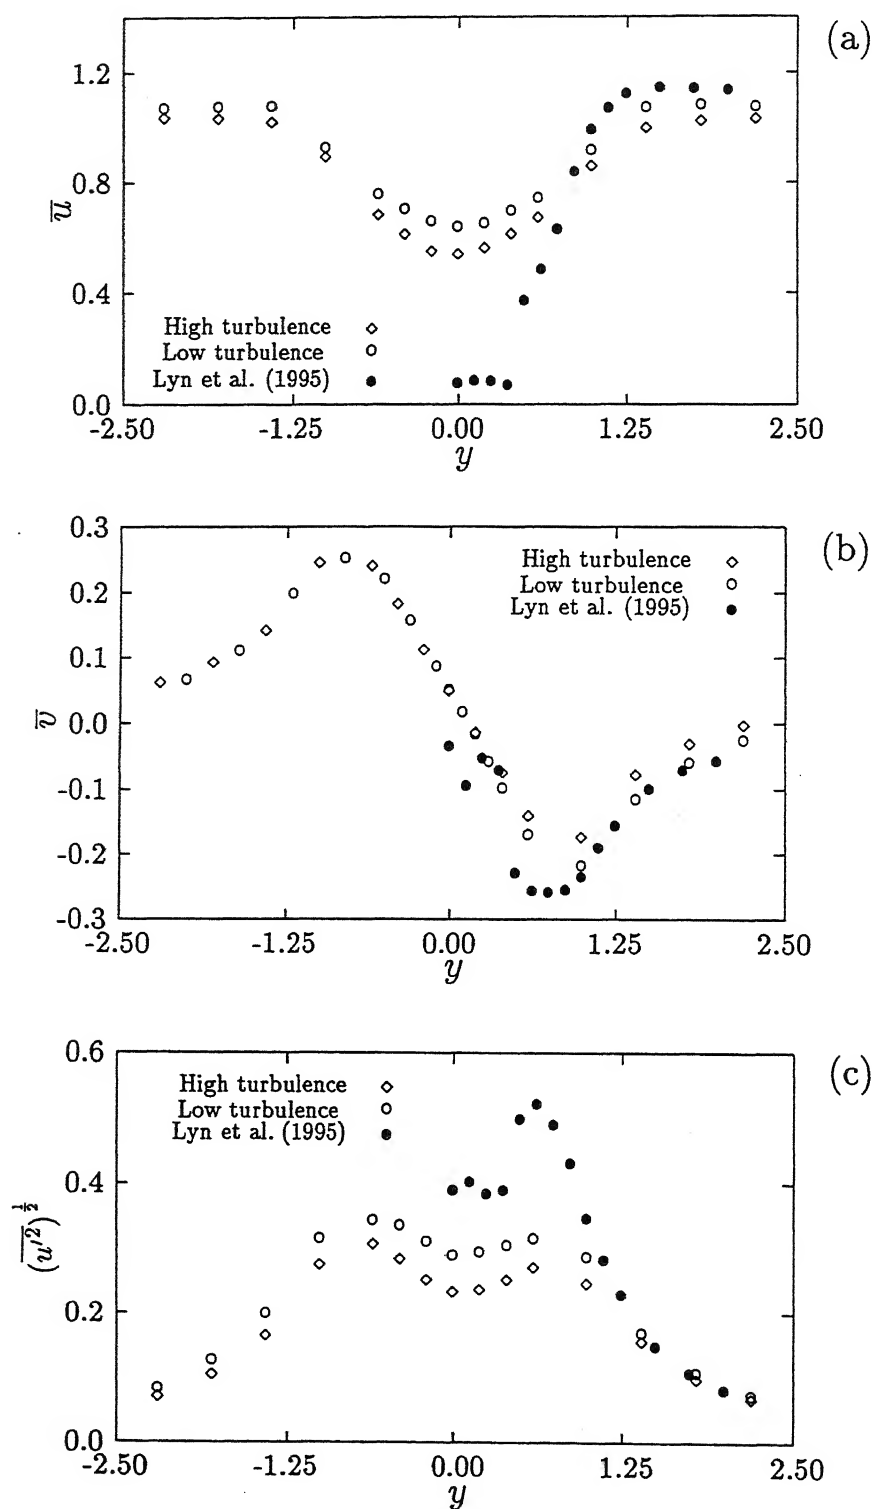 (a)
1.2
0.8
0.4
0.0
u̅
High turbulence
Low turbulence
Lyn et al. (1995)
-2.50 -1.25 0.00 1.25 2.50
y
(b)
0.3
0.2
0.1
0.0
-0.1
-0.2
-0.3
v̅
High turbulence
Low turbulence
Lyn et al. (1995)
-2.50 -1.25 0.00 1.25 2.50
y
(c)
0.6
0.4
0.2
0.0
(u′²)^½
High turbulence
Low turbulence
Lyn et al. (1995)
-2.50 -1.25 0.00 1.25 2.50
y